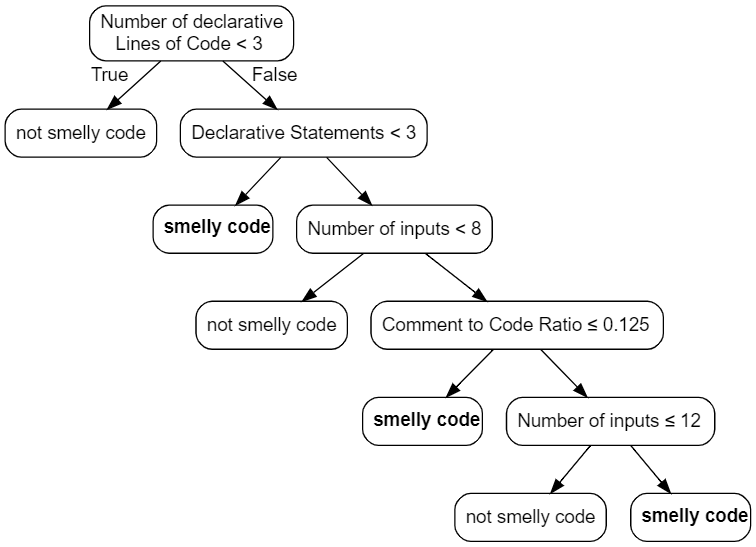 Number of declarative
Lines of Code < 3
True
False
not smelly code
Declarative Statements < 3
smelly code
Number of inputs < 8
not smelly code
Comment to Code Ratio ≤ 0.125
smelly code
Number of inputs ≤ 12
not smelly code
smelly code